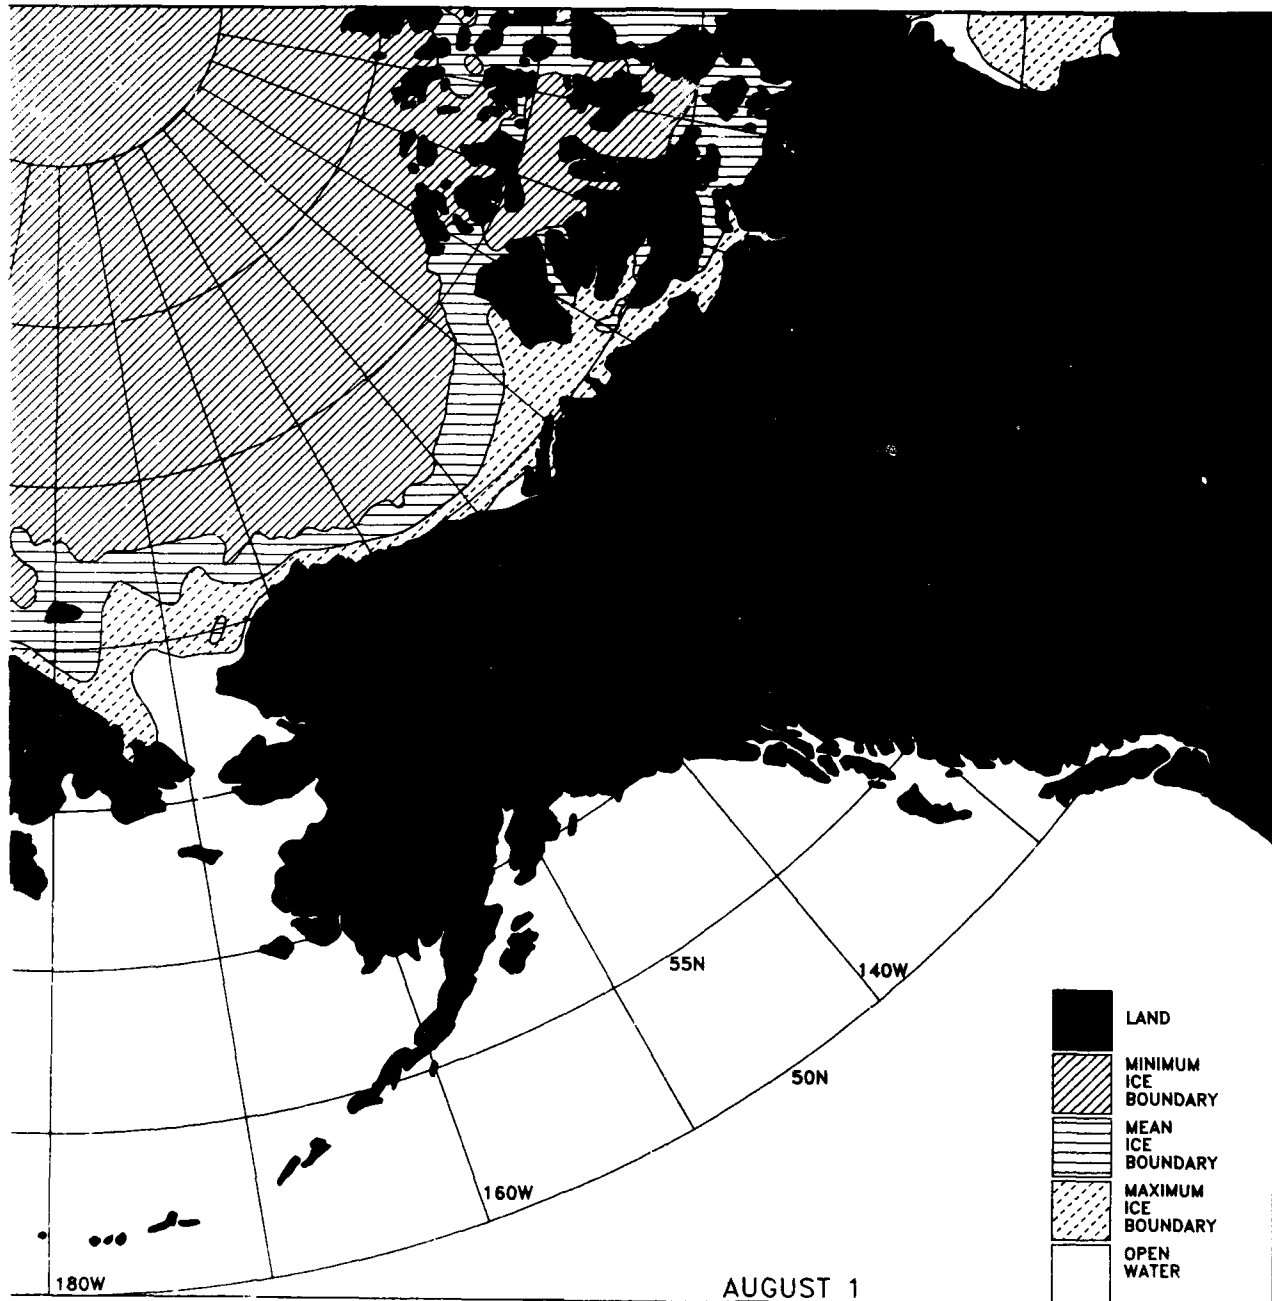 55N
140W
50N
160W
180W
AUGUST 1
LAND
MINIMUM
ICE
BOUNDARY
MEAN
ICE
BOUNDARY
MAXIMUM
ICE
BOUNDARY
OPEN
WATER